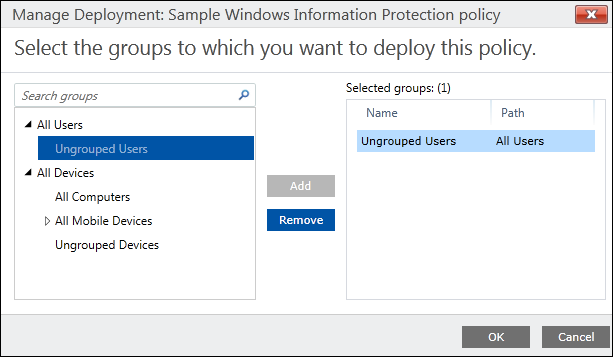 Manage Deployment: Sample Windows Information Protection policy
Select the groups to which you want to deploy this policy.
Search groups
All Users
Ungrouped Users
All Devices
All Computers
All Mobile Devices
Ungrouped Devices
Add
Remove
Selected groups: (1)
Name Path
Ungrouped Users All Users
OK Cancel